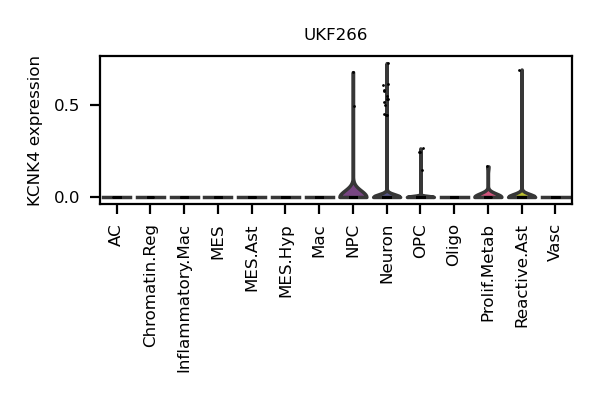 UKF266
KCNK4 expression
0.5
0.0
AC
Chromatin.Reg
Inflammatory.Mac
MES
MES.Ast
MES.Hyp
Mac
NPC
Neuron
OPC
Oligo
Prolif.Metab
Reactive.Ast
Vasc